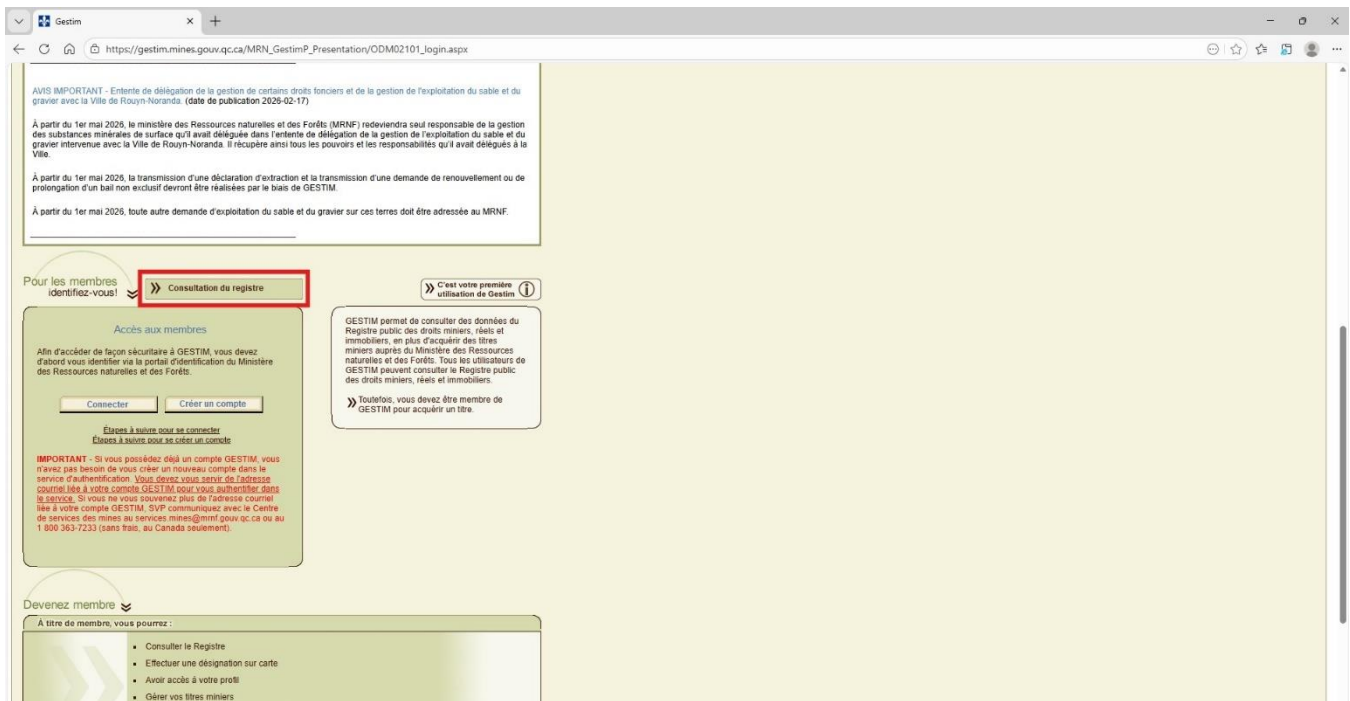 Gestim
https://gestim.mines.gouv.qc.ca/MRN_GestimP_Presentation/ODM02101_login.aspx
AVIS IMPORTANT - Entente de délégation de la gestion de certains droits fonciers et de la gestion de l'exploitation du sable et du
gravier avec la Ville de Rouyn-Noranda. (date de publication 2026-02-17)
À partir du 1er mai 2026, le ministère des Ressources naturelles et des Forêts (MRNF) redeviendra seul responsable de la gestion
des substances minérales de surface qu'il avait déléguée dans l'entente de délégation de la gestion de l'exploitation du sable et du
gravier intervenue avec la Ville de Rouyn-Noranda. Il récupère ainsi tous les pouvoirs et les responsabilités qu'il avait délégués à la
Ville.
À partir du 1er mai 2026, la transmission d'une déclaration d'extraction et la transmission d'une demande de renouvellement ou de
prolongation d'un bail non exclusif devront être réalisées par le biais de GESTIM.
À partir du 1er mai 2026, toute autre demande d'exploitation du sable et du gravier sur ces terres doit être adressée au MRNF.
Pour les membres
identifiez-vous!
Consultation du registre
Accès aux membres
Afin d'accéder de façon sécuritaire à GESTIM, vous devez
d'abord vous identifier via la portail d'identification du Ministère
des Ressources naturelles et des Forêts.
Connecter
Créer un compte
Étapes à suivre pour se connecter
Étapes à suivre pour se créer un compte
IMPORTANT - Si vous possédez déjà un compte GESTIM, vous
n'avez pas besoin de vous créer un nouveau compte dans le
service d'authentification. Vous devez vous servir de l'adresse
courriel liée à votre compte GESTIM pour vous authentifier dans
le service. Si vous ne vous souvenez plus de l'adresse courriel
liée à votre compte GESTIM, SVP communiquez avec le Centre
de services des mines au services.mines@mrnf.gouv.qc.ca ou au
1 800 363-7233 (sans frais, au Canada seulement).
C'est votre première
utilisation de Gestim
GESTIM permet de consulter des données du
Registre public des droits miniers, réels et
immobiliers, en plus d'acquérir des titres
miniers auprès du Ministère des Ressources
naturelles et des Forêts. Tous les utilisateurs de
GESTIM peuvent consulter le Registre public
des droits miniers, réels et immobiliers.
Toutefois, vous devez être membre de
GESTIM pour acquérir un titre.
Devenez membre
À titre de membre, vous pourrez :
Consulter le Registre
Effectuer une désignation sur carte
Avoir accès à votre profil
Gérer vos titres miniers